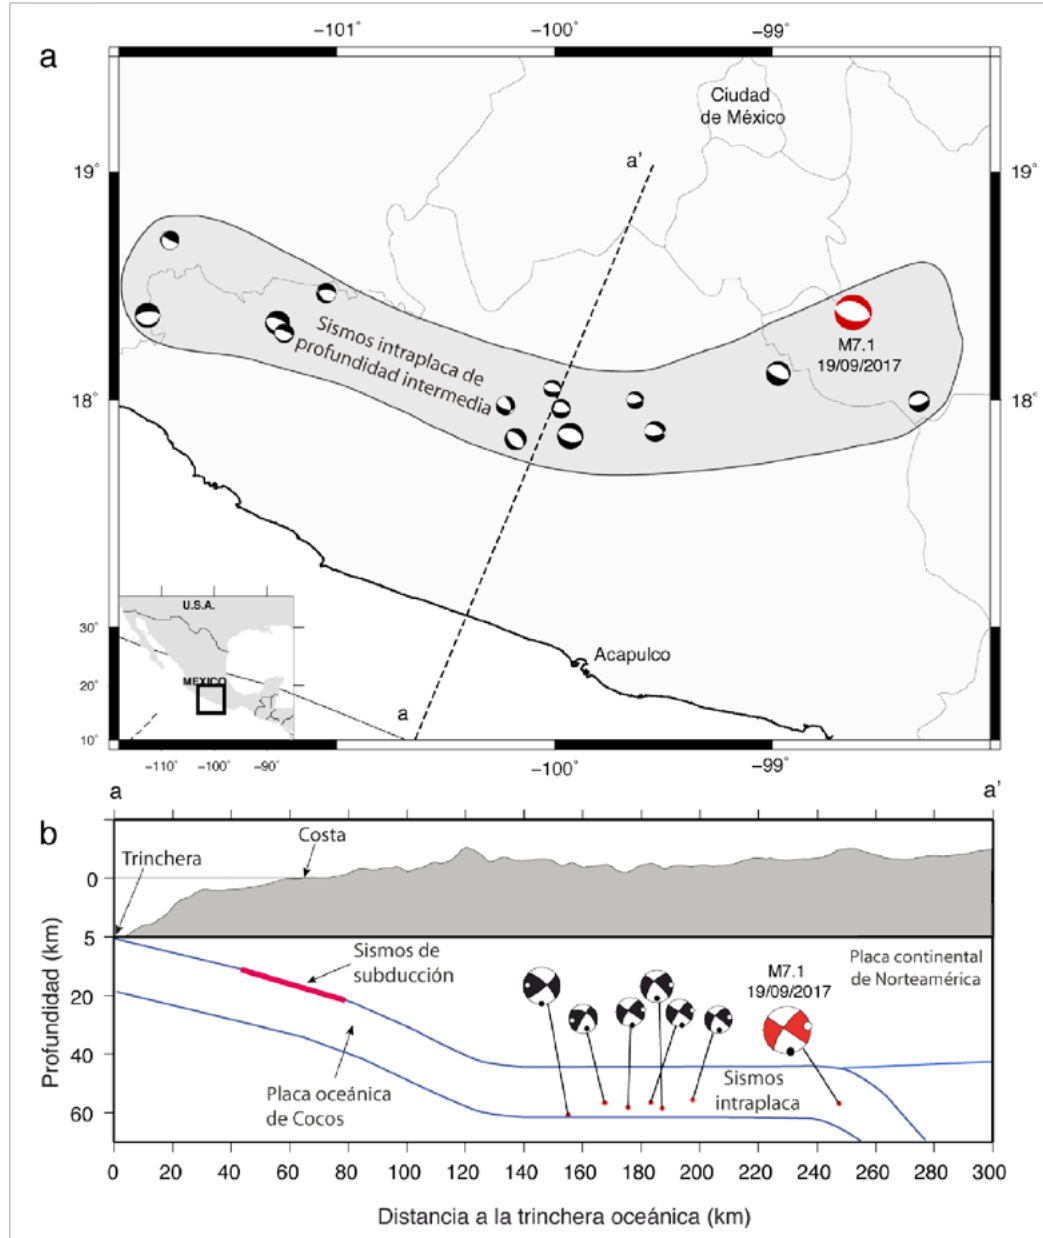 a
−101°
−100°
−99°
Ciudad
de México
a'
19°
19°
Sismos intraplaca de
profundidad intermedia
M7.1
19/09/2017
18°
18°
U.S.A.
MEXICO
30°
20°
10°
−110°
−100°
−90°
Acapulco
a
−101°
−100°
−99°
a
a'
b
Trinchera
Costa
0
5
20
40
60
Profundidad (km)
Sismos de
subducción
Placa oceánica
de Cocos
Sismos
intraplaca
M7.1
19/09/2017
Placa continental
de Norteamérica
0 20 40 60 80 100 120 140 160 180 200 220 240 260 280 300
Distancia a la trinchera oceánica (km)